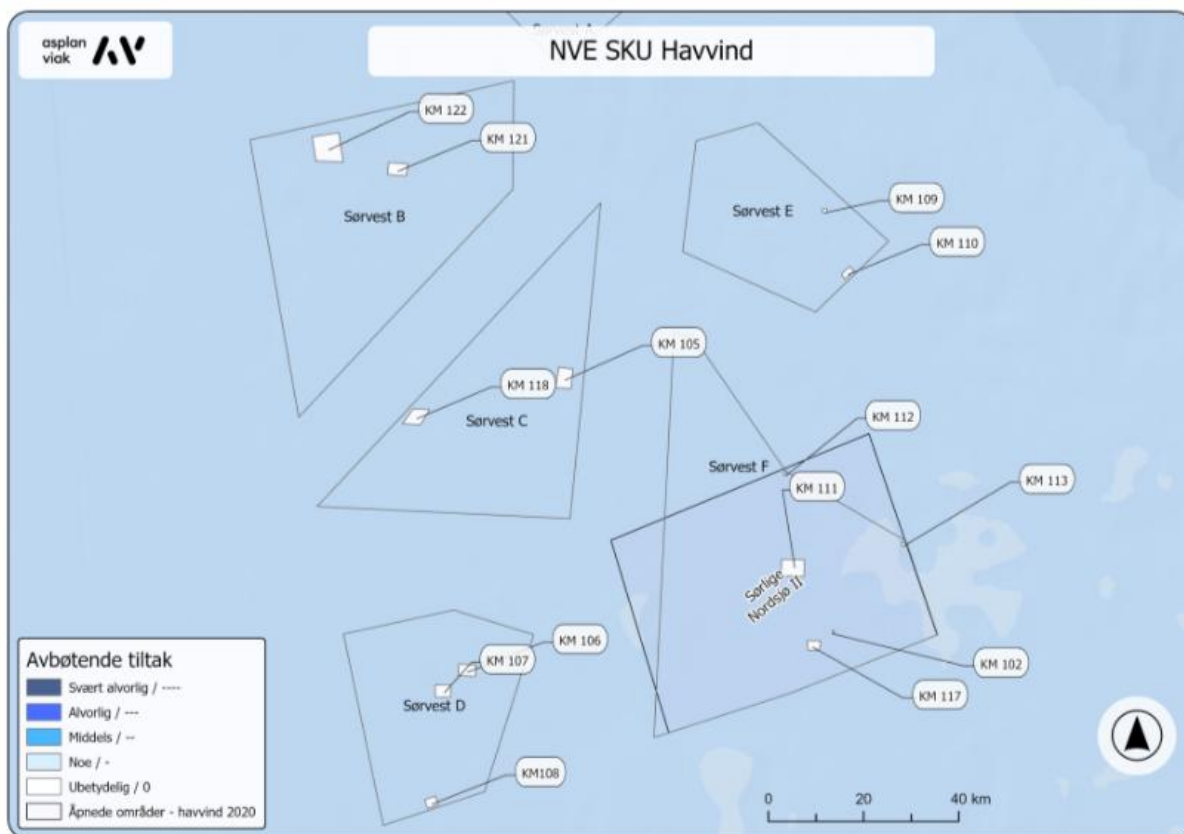 Sørvest A
asplan
viak
NVE SKU Havvind
KM 122
KM 121
Sørvest B
Sørvest E
KM 109
KM 110
KM 105
KM 118
Sørvest C
KM 112
Sørvest F
KM 111
KM 113
Sørlige
Nordsjø II
KM 106
KM 107
KM 102
KM 117
Sørvest D
KM108
Avbøtende tiltak
Svært alvorlig / ----
Alvorlig / ---
Middels / --
Noe / -
Ubetydelig / 0
Åpnede områder - havvind 2020
0 20 40 km